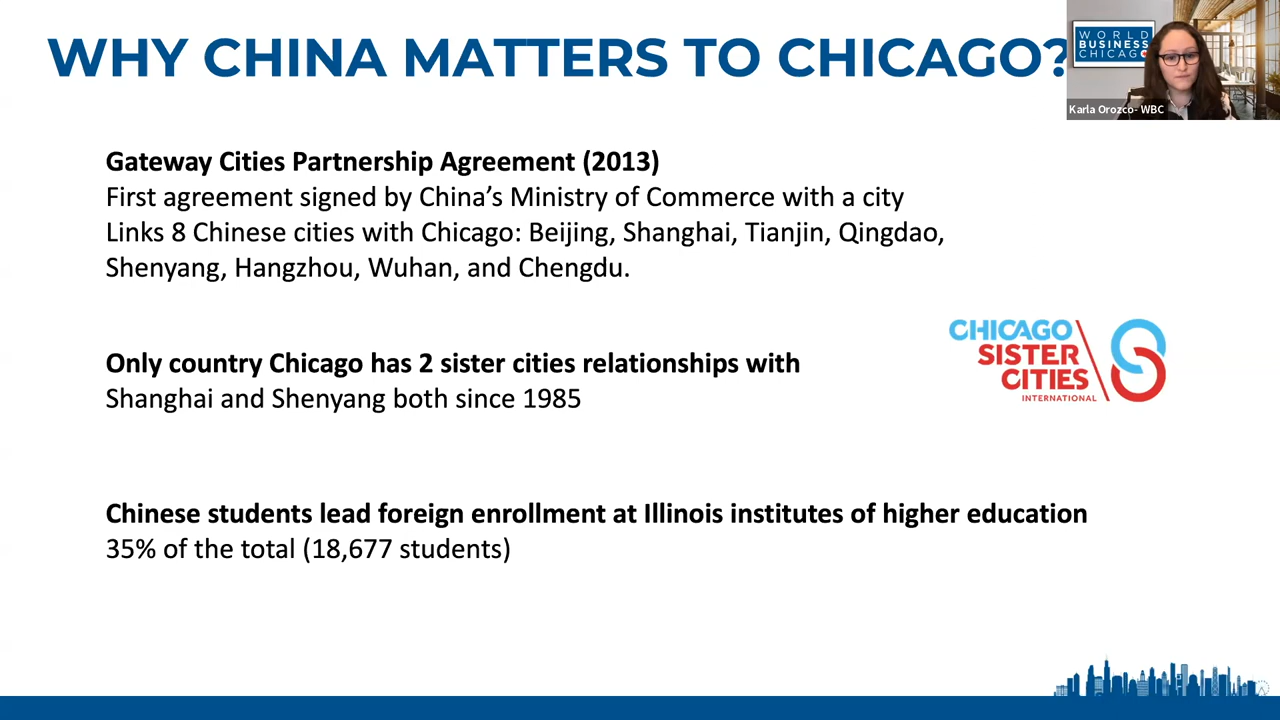 WHY CHINA MATTERS TO CHICAGO?
WORLD
BUSINESS
CHICAGO
Karla Orozco- WBC
Gateway Cities Partnership Agreement (2013)
First agreement signed by China’s Ministry of Commerce with a city
Links 8 Chinese cities with Chicago: Beijing, Shanghai, Tianjin, Qingdao,
Shenyang, Hangzhou, Wuhan, and Chengdu.
Only country Chicago has 2 sister cities relationships with
Shanghai and Shenyang both since 1985
CHICAGO
SISTER
CITIES
INTERNATIONAL
Chinese students lead foreign enrollment at Illinois institutes of higher education
35% of the total (18,677 students)